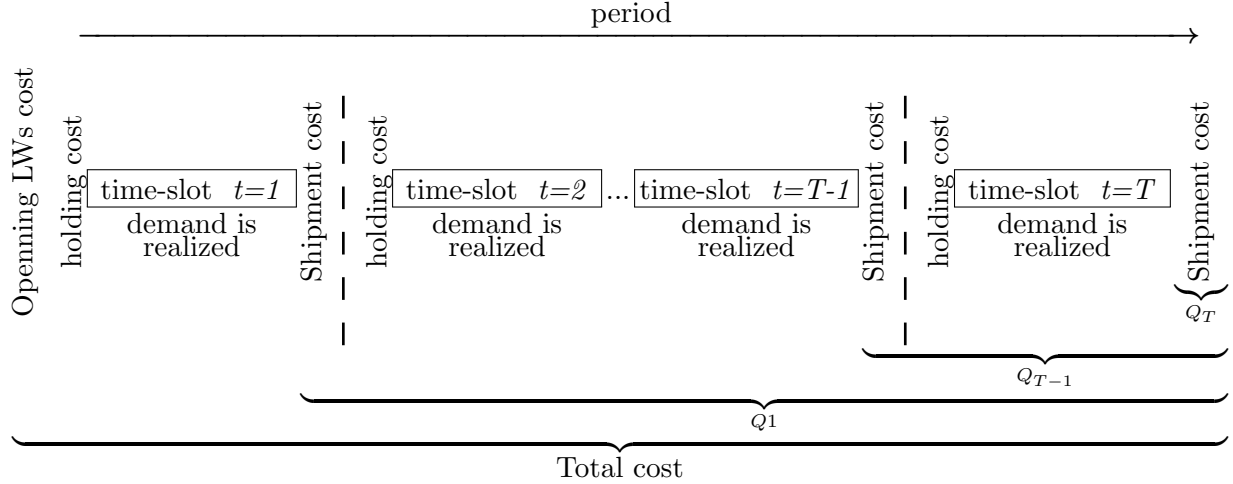 period
Openning LWs cost
holding cost
time-slot t=1
demand is
realized
Shipment cost
holding cost
time-slot t=2
demand is
realized
...
time-slot t=T-1
demand is
realized
Shipment cost
holding cost
time-slot t=T
demand is
realized
Shipment cost
Q_T
Q_{T-1}
Q1
Total cost